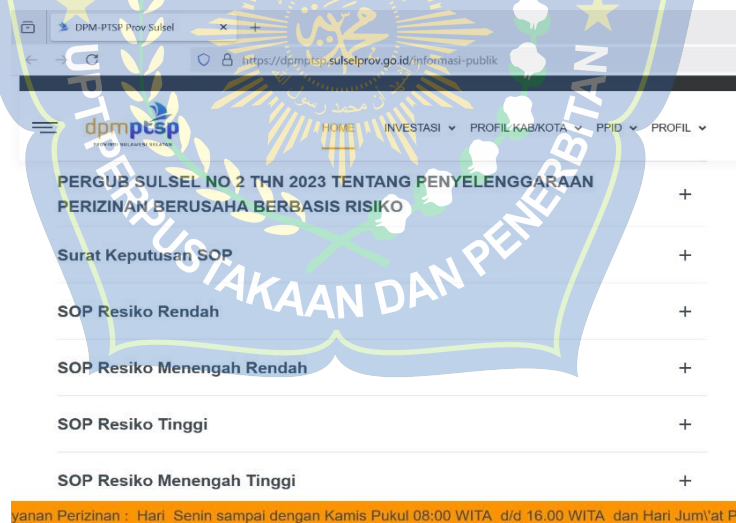 DPM-PTSP Prov Sulsel
https://dpmptsp.sulselprov.go.id/informasi-publik
dpmptsp
PROVINSI SULAWESI SELATAN
HOME INVESTASI PROFIL KAB/KOTA PPID PROFIL
PERGUB SULSEL NO 2 THN 2023 TENTANG PENYELENGGARAAN
PERIZINAN BERUSAHA BERBASIS RISIKO
Surat Keputusan SOP
SOP Resiko Rendah
SOP Resiko Menengah Rendah
SOP Resiko Tinggi
SOP Resiko Menengah Tinggi
yanan Perizinan : Hari Senin sampai dengan Kamis Pukul 08:00 WITA d/d 16.00 WITA dan Hari Jum\'at P
UPT PERPUSTAKAAN DAN PENERBITAN